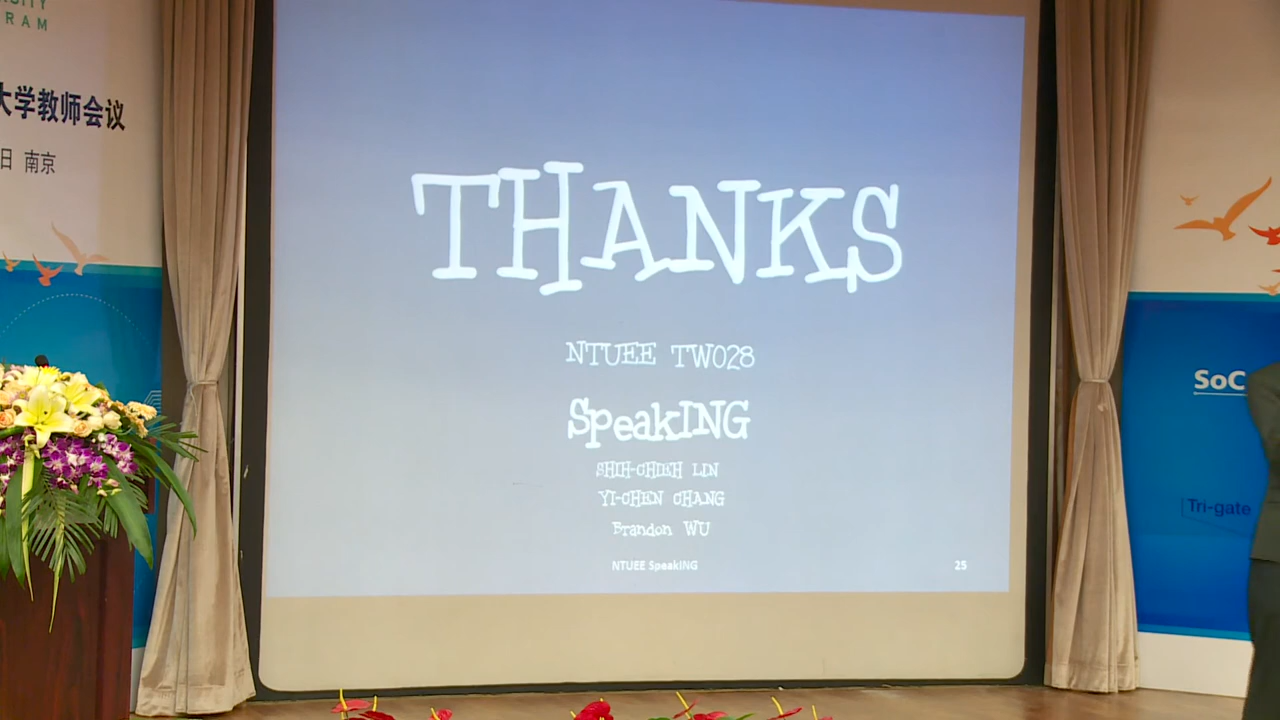 RAM
大学教师会议
日 南京
THANKS
NTUEE TW028
SpeakING
SHIH-CHIEH LIN
YI-CHEN CHANG
Brandon WU
NTUEE SpeakING
25
SoC
Tri-gate